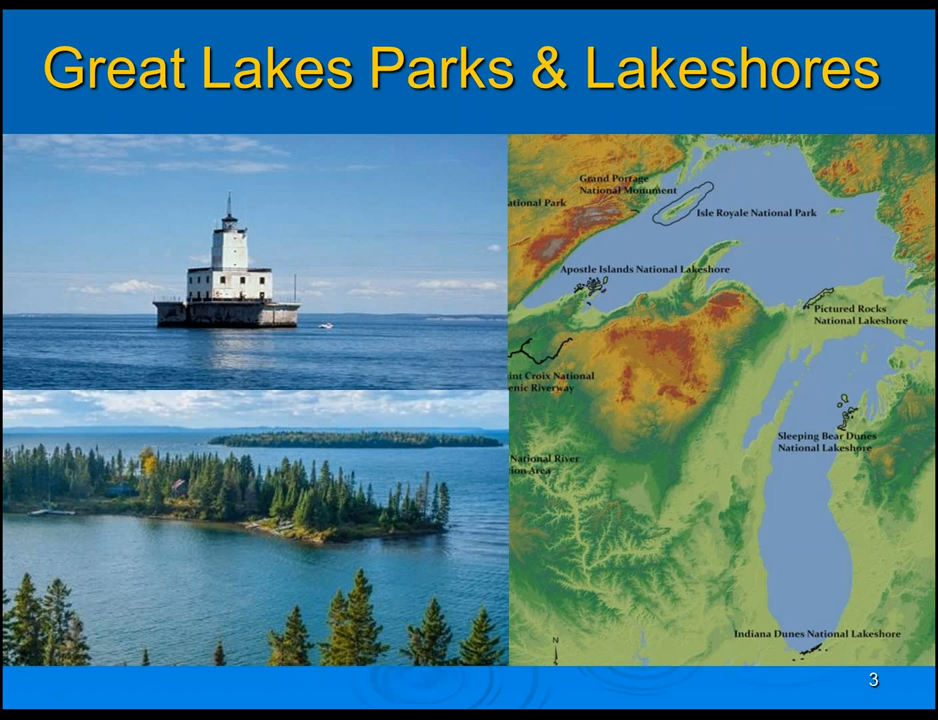 Great Lakes Parks & Lakeshores
Grand Portage
National Monument
ational Park
Isle Royale National Park
Apostle Islands National Lakeshore
Pictured Rocks
National Lakeshore
int Croix National
enic Riverway
Sleeping Bear Dunes
National Lakeshore
National River
ion Area
Indiana Dunes National Lakeshore
N
3